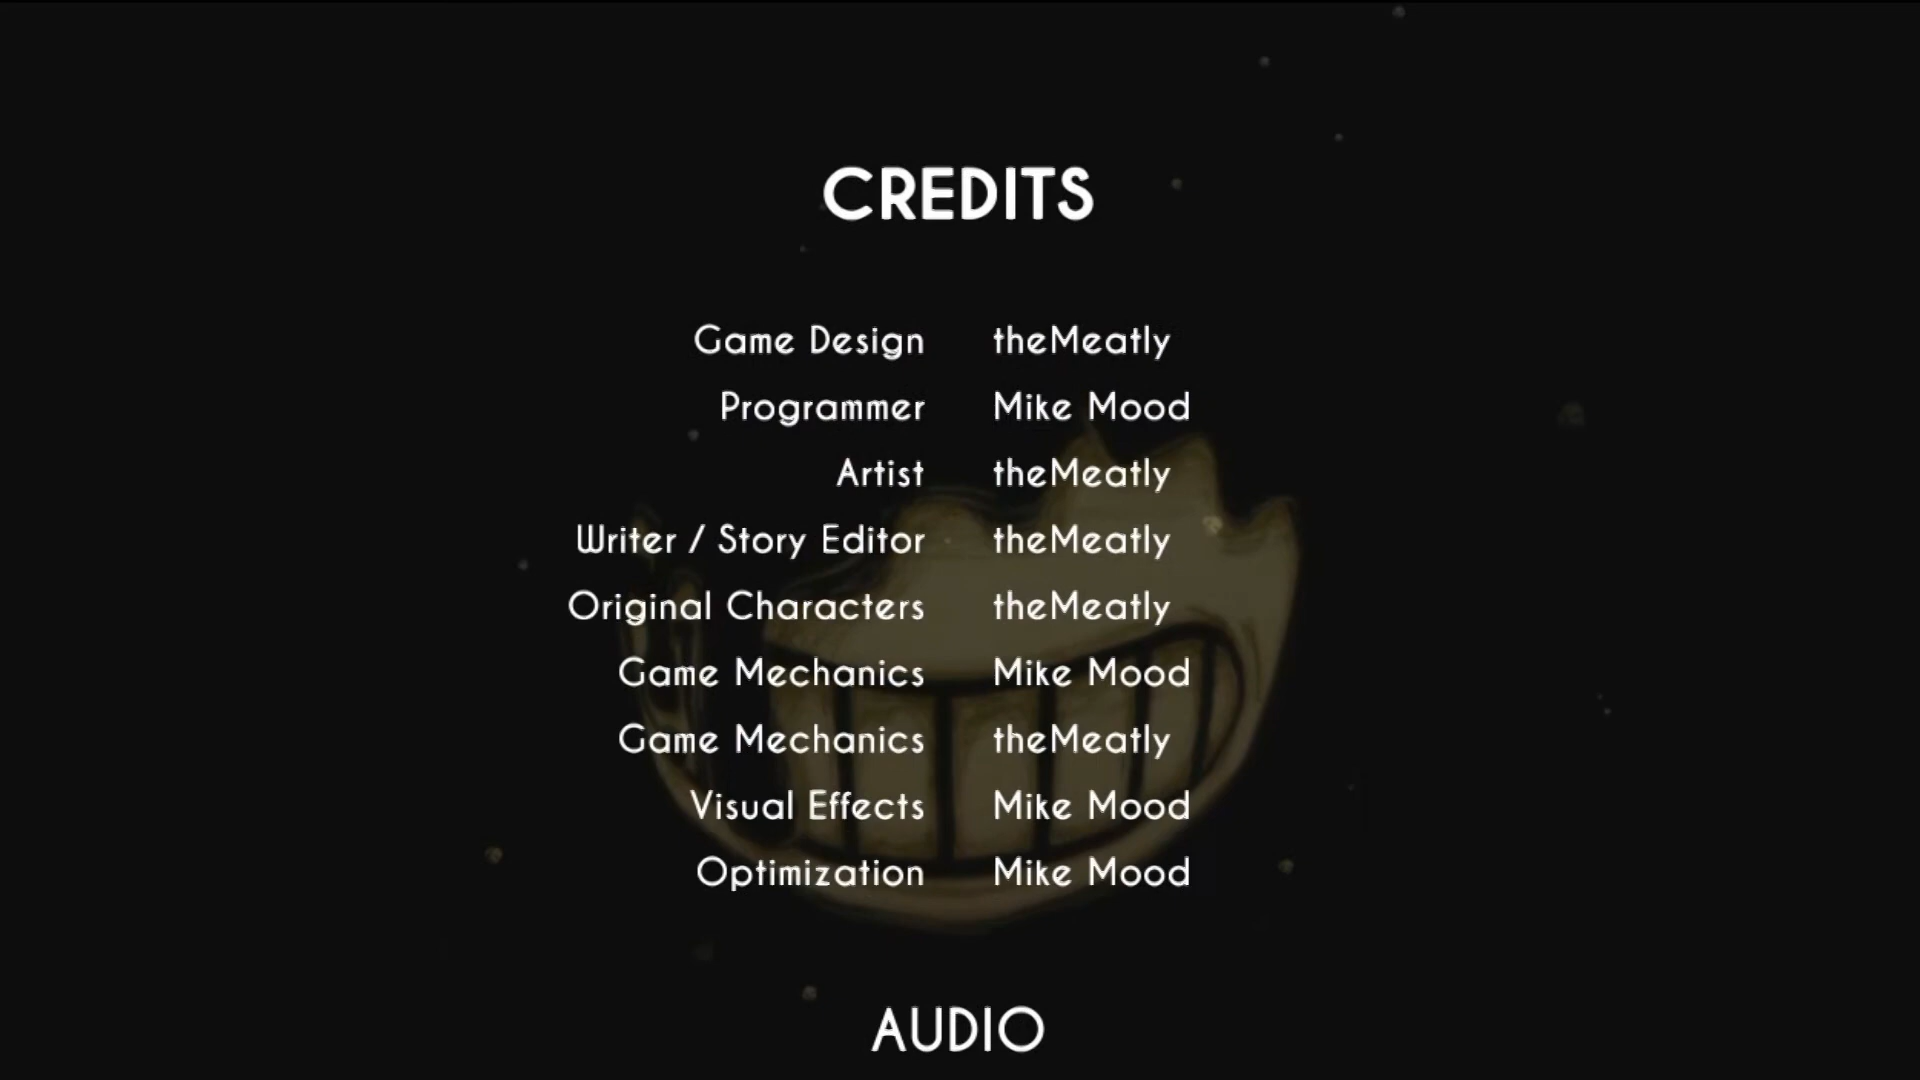 CREDITS
Game Design theMeatly
Programmer Mike Mood
Artist theMeatly
Writer / Story Editor theMeatly
Original Characters theMeatly
Game Mechanics Mike Mood
Game Mechanics theMeatly
Visual Effects Mike Mood
Optimization Mike Mood
AUDIO